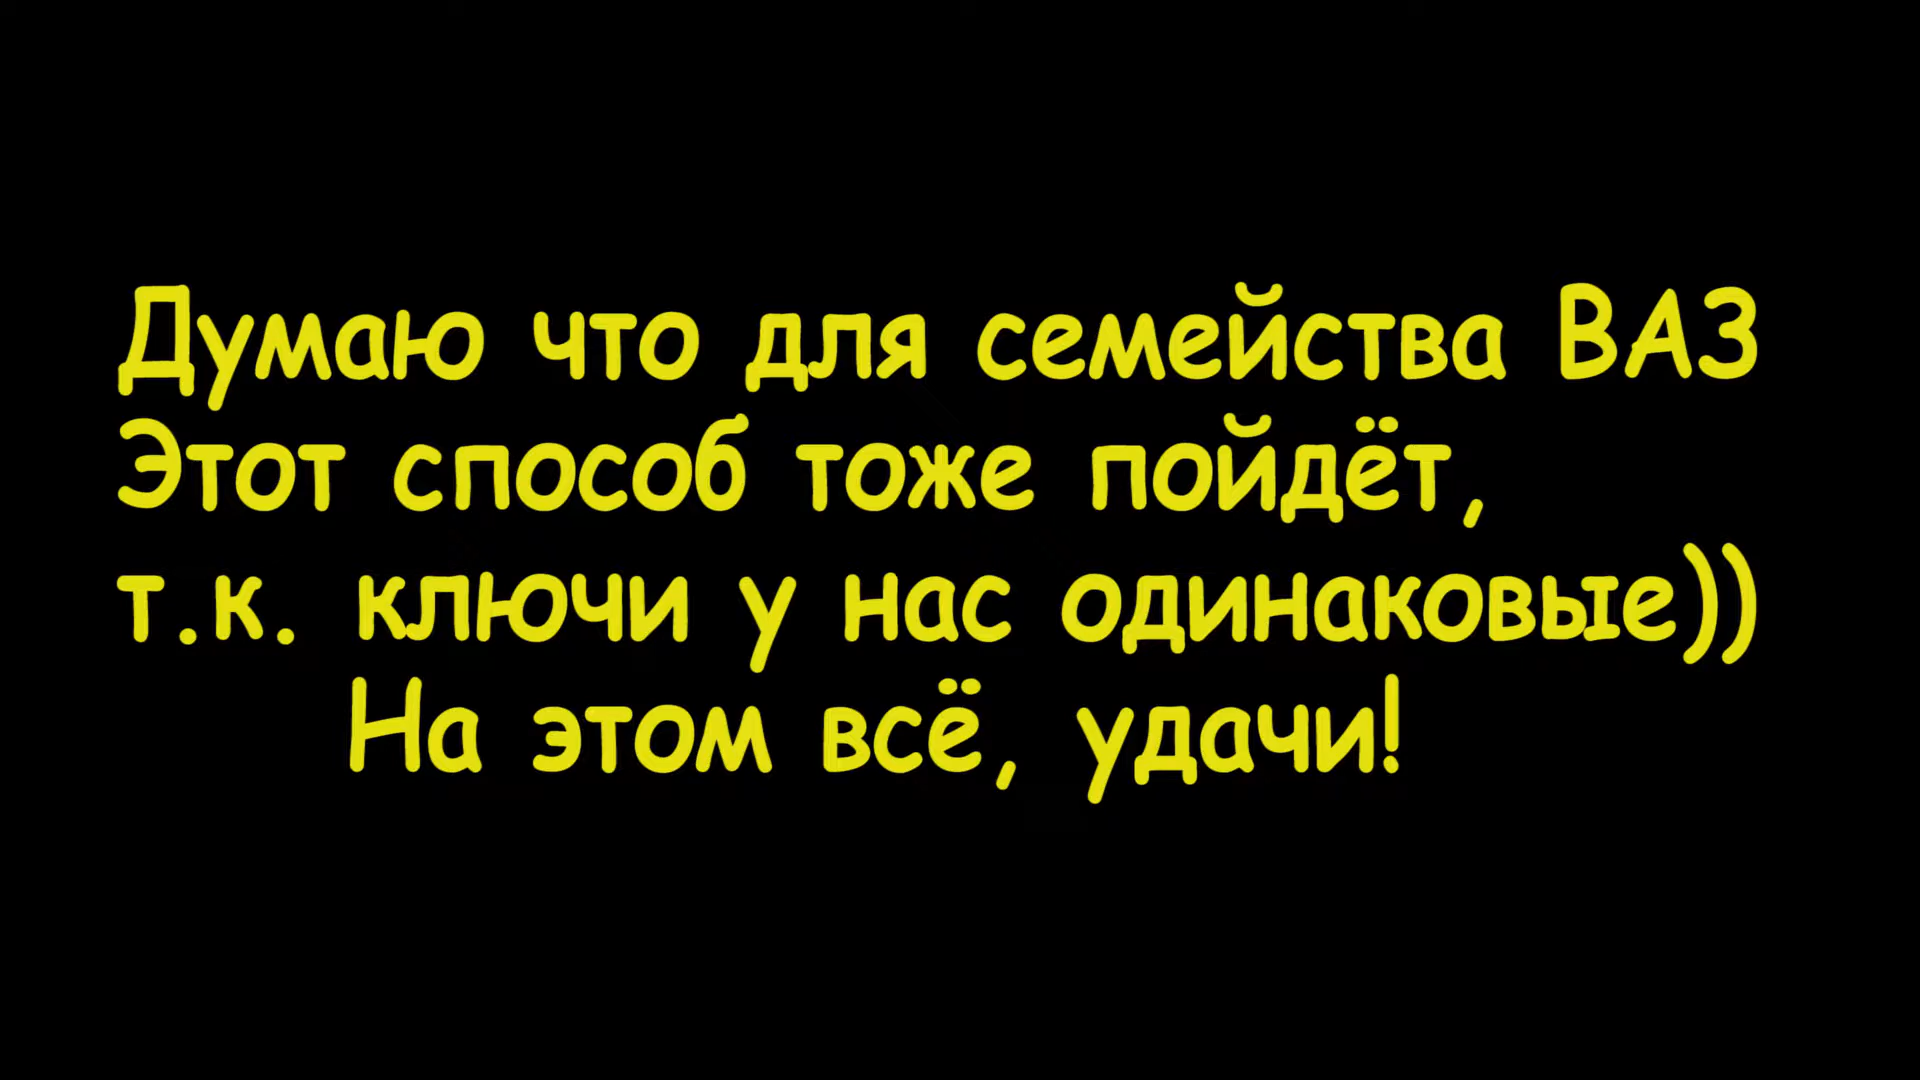 Думаю что для семейства ВАЗ
Этот способ тоже пойдёт,
т.к. ключи у нас одинаковые))
На этом всё, удачи!